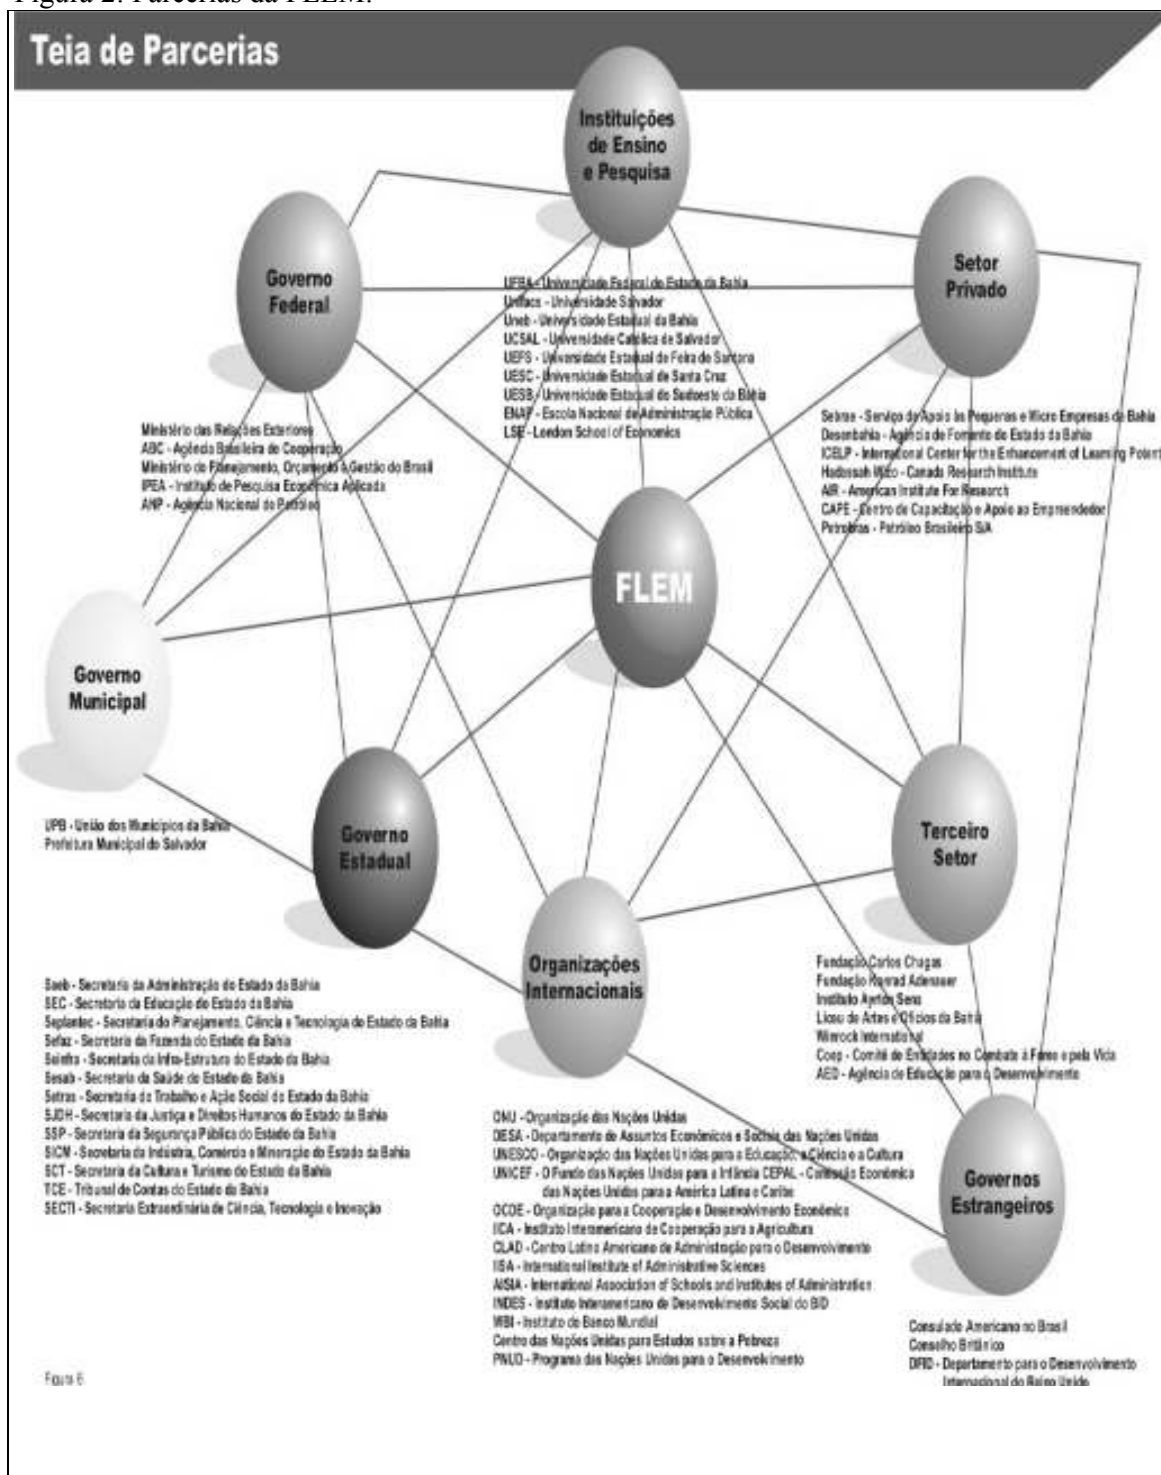 Figura 2: Parcerias da FLEM.
Teia de Parcerias
Instituições
de Ensino
e Pesquisa
Governo
Federal
Setor
Privado
UFBA - Universidade Federal do Estado da Bahia
Unifacs - Universidade Salvador
Uneb - Universidade Estadual da Bahia
UCSAL - Universidade Católica de Salvador
UEFS - Universidade Estadual de Feira de Santana
UESC - Universidade Estadual de Santa Cruz
UESB - Universidade Estadual do Sudoeste da Bahia
ENAP - Escola Nacional de Administração Pública
LSE - London School of Economics
Ministério das Relações Exteriores
ABC - Agência Brasileira de Cooperação
Ministério do Planejamento, Orçamento e Gestão do Brasil
IPEA - Instituto de Pesquisa Econômica Aplicada
ANP - Agência Nacional do Petróleo
Sebrae - Serviço de Apoio às Pequenas e Micro Empresas da Bahia
Desenbahia - Agência de Fomento do Estado da Bahia
ICELP - International Center for the Enhancement of Learning Potent
Hadassah Wizo - Canada Research Institute
AIR - American Institute For Research
CAPE - Centro de Capacitação e Apoio ao Empreendedor
Petrobras - Petróleo Brasileiro S/A
FLEM
Governo
Municipal
UPB - União dos Municípios da Bahia
Prefeitura Municipal do Salvador
Governo
Estadual
Terceiro
Setor
Organizações
Internacionais
Fundação Carlos Chagas
Fundação Konrad Adenauer
Instituto Ayrton Sena
Liceu de Artes e Ofícios da Bahia
Winrock International
Coep - Comitê de Entidades no Combate à Fome e pela Vida
AED - Agência de Educação para o Desenvolvimento
Saeb - Secretaria da Administração do Estado da Bahia
SEC - Secretaria da Educação do Estado da Bahia
Seplantec - Secretaria do Planejamento, Ciência e Tecnologia do Estado da Bahia
Sefaz - Secretaria da Fazenda do Estado da Bahia
Seinfra - Secretaria da Infra-Estrutura do Estado da Bahia
Sesab - Secretaria da Saúde do Estado da Bahia
Setras - Secretaria do Trabalho e Ação Social do Estado da Bahia
SJDH - Secretaria da Justiça e Direitos Humanos do Estado da Bahia
SSP - Secretaria da Segurança Pública do Estado da Bahia
SICM - Secretaria da Indústria, Comércio e Mineração do Estado da Bahia
SCT - Secretaria da Cultura e Turismo do Estado da Bahia
TCE - Tribunal de Contas do Estado da Bahia
SECTI - Secretaria Extraordinária de Ciência, Tecnologia e Inovação
ONU - Organização das Nações Unidas
DESA - Departamento de Assuntos Econômicos e Sociais das Nações Unidas
UNESCO - Organização das Nações Unidas para a Educação, a Ciência e a Cultura
UNICEF - O Fundo das Nações Unidas para a Infância CEPAL - Comissão Econômica
das Nações Unidas para a América Latina e Caribe
OCDE - Organização para a Cooperação e Desenvolvimento Econômico
IICA - Instituto Interamericano de Cooperação para a Agricultura
CLAD - Centro Latino Americano de Administração para o Desenvolvimento
IISA - International Institute of Administrative Sciences
AISIA - International Association of Schools and Institutes of Administration
INDES - Instituto Interamericano de Desenvolvimento Social do BID
WBI - Instituto do Banco Mundial
Centro das Nações Unidas para Estudos sobre a Pobreza
PNUD - Programa das Nações Unidas para o Desenvolvimento
Governos
Estrangeiros
Consulado Americano no Brasil
Conselho Britânico
DFID - Departamento para o Desenvolvimento
Internacional do Reino Unido
Figura 6